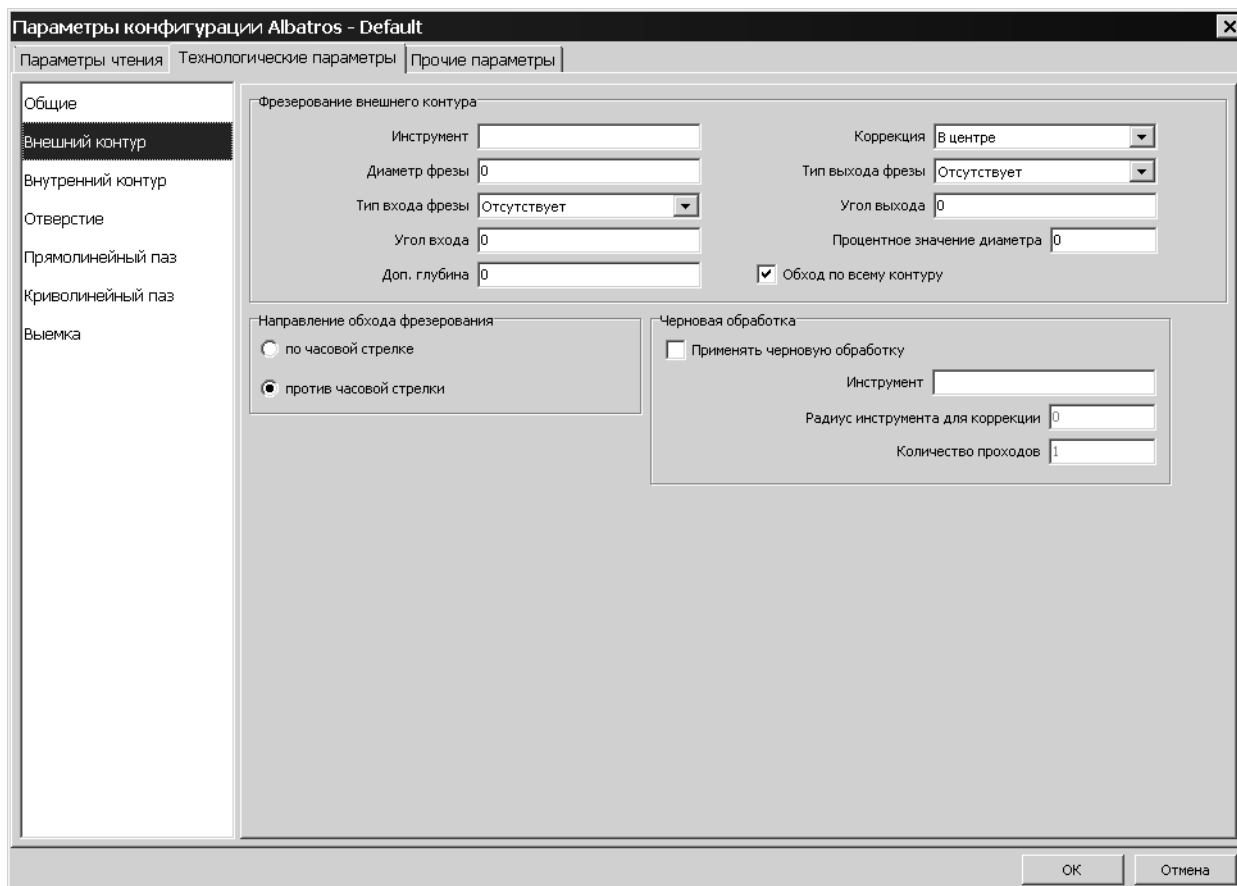 Параметры конфигурации Albatros - Default
Параметры чтения Технологические параметры Прочие параметры
Общие
Внешний контур
Внутренний контур
Отверстие
Прямолинейный паз
Криволинейный паз
Выемка
Фрезерование внешнего контура
Инструмент
Коррекция В центре
Диаметр фрезы 0
Тип выхода фрезы Отсутствует
Тип входа фрезы Отсутствует
Угол выхода 0
Угол входа 0
Процентное значение диаметра 0
Доп. глубина 0
Обход по всему контуру
Направление обхода фрезерования
по часовой стрелке
против часовой стрелки
Черновая обработка
Применять черновую обработку
Инструмент
Радиус инструмента для коррекции 0
Количество проходов 1
ОК Отмена